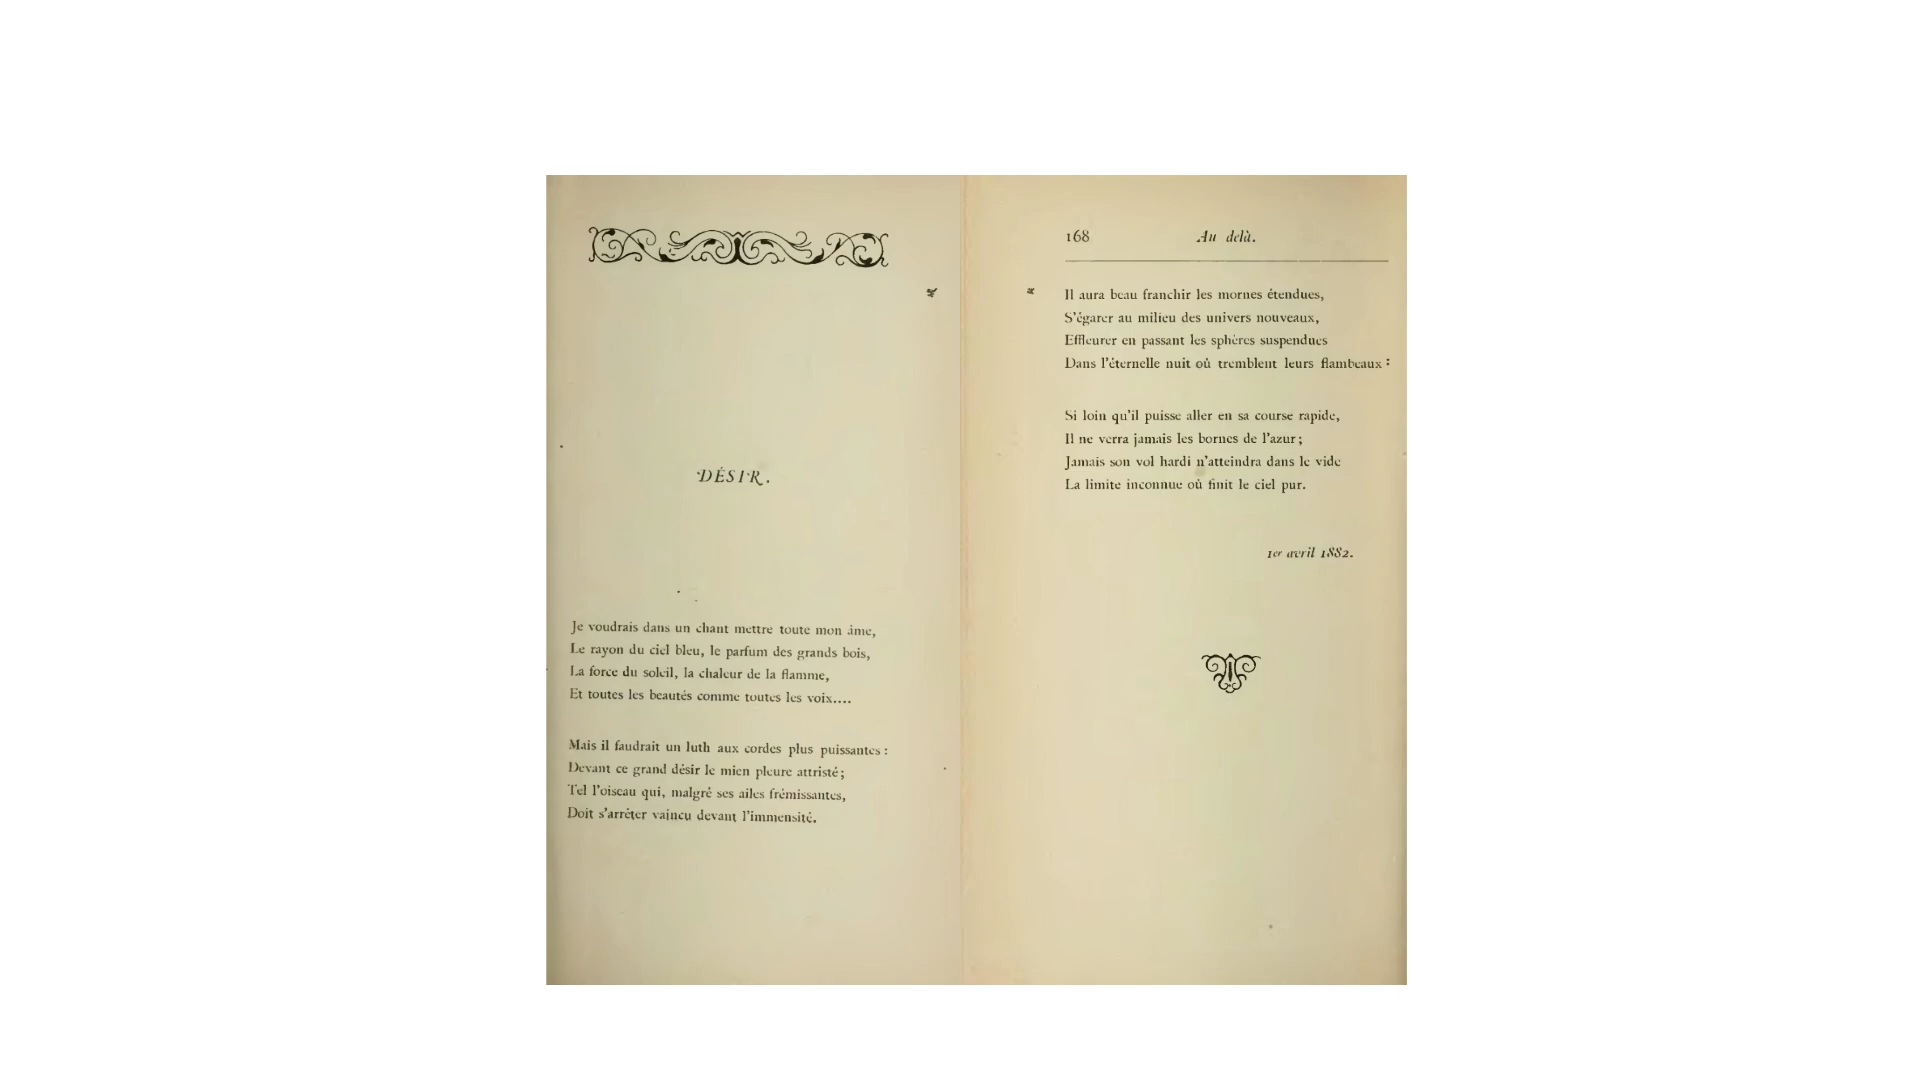 DÉSIR.
Je voudrais dans un chant mettre toute mon âme,
Le rayon du ciel bleu, le parfum des grands bois,
La force du soleil, la chaleur de la flamme,
Et toutes les beautés comme toutes les voix....
Mais il faudrait un luth aux cordes plus puissantes :
Devant ce grand désir le mien pleure attristé ;
Tel l'oiseau qui, malgré ses ailes frémissantes,
Doit s'arrêter vaincu devant l'immensité.
168 Au delà.
Il aura beau franchir les mornes étendues,
S'égarer au milieu des univers nouveaux,
Effleurer en passant les sphères suspendues
Dans l'éternelle nuit où tremblent leurs flambeaux :
Si loin qu'il puisse aller en sa course rapide,
Il ne verra jamais les bornes de l'azur ;
Jamais son vol hardi n'atteindra dans le vide
La limite inconnue où finit le ciel pur.
1er avril 1882.